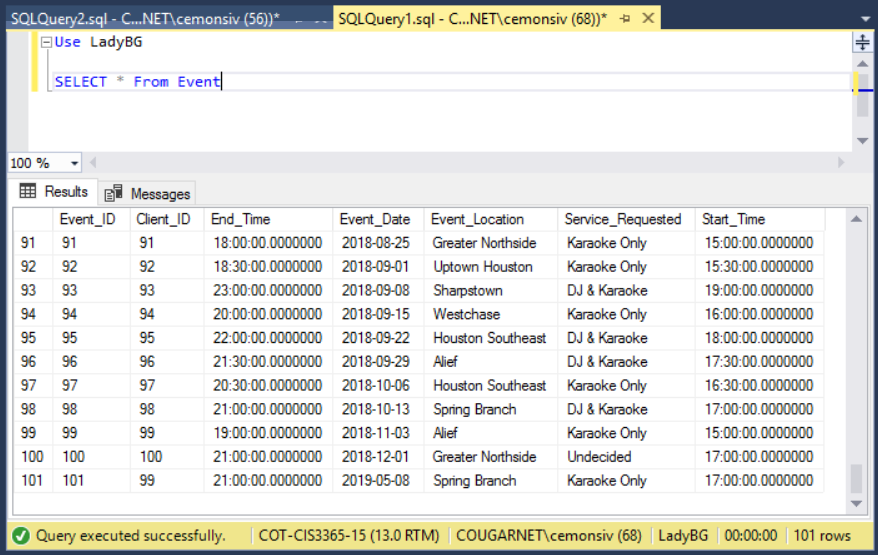 SQLQuery2.sql - C...NET\cemonsiv (56))* SQLQuery1.sql - C...NET\cemonsiv (68))*
Use LadyBG
SELECT * From Event
100 %
Results Messages
Event_ID Client_ID End_Time Event_Date Event_Location Service_Requested Start_Time
91 91 91 18:00:00.0000000 2018-08-25 Greater Northside Karaoke Only 15:00:00.0000000
92 92 92 18:30:00.0000000 2018-09-01 Uptown Houston Karaoke Only 15:30:00.0000000
93 93 93 23:00:00.0000000 2018-09-08 Sharpstown DJ & Karaoke 19:00:00.0000000
94 94 94 20:00:00.0000000 2018-09-15 Westchase Karaoke Only 16:00:00.0000000
95 95 95 22:00:00.0000000 2018-09-22 Houston Southeast DJ & Karaoke 18:00:00.0000000
96 96 96 21:30:00.0000000 2018-09-29 Alief DJ & Karaoke 17:30:00.0000000
97 97 97 20:30:00.0000000 2018-10-06 Houston Southeast Karaoke Only 16:30:00.0000000
98 98 98 21:00:00.0000000 2018-10-13 Spring Branch DJ & Karaoke 17:00:00.0000000
99 99 99 19:00:00.0000000 2018-11-03 Alief Karaoke Only 15:00:00.0000000
100 100 100 21:00:00.0000000 2018-12-01 Greater Northside Undecided 17:00:00.0000000
101 101 99 21:00:00.0000000 2019-05-08 Spring Branch Karaoke Only 17:00:00.0000000
Query executed successfully. COT-CIS3365-15 (13.0 RTM) COUGARNET\cemonsiv (68) LadyBG 00:00:00 101 rows